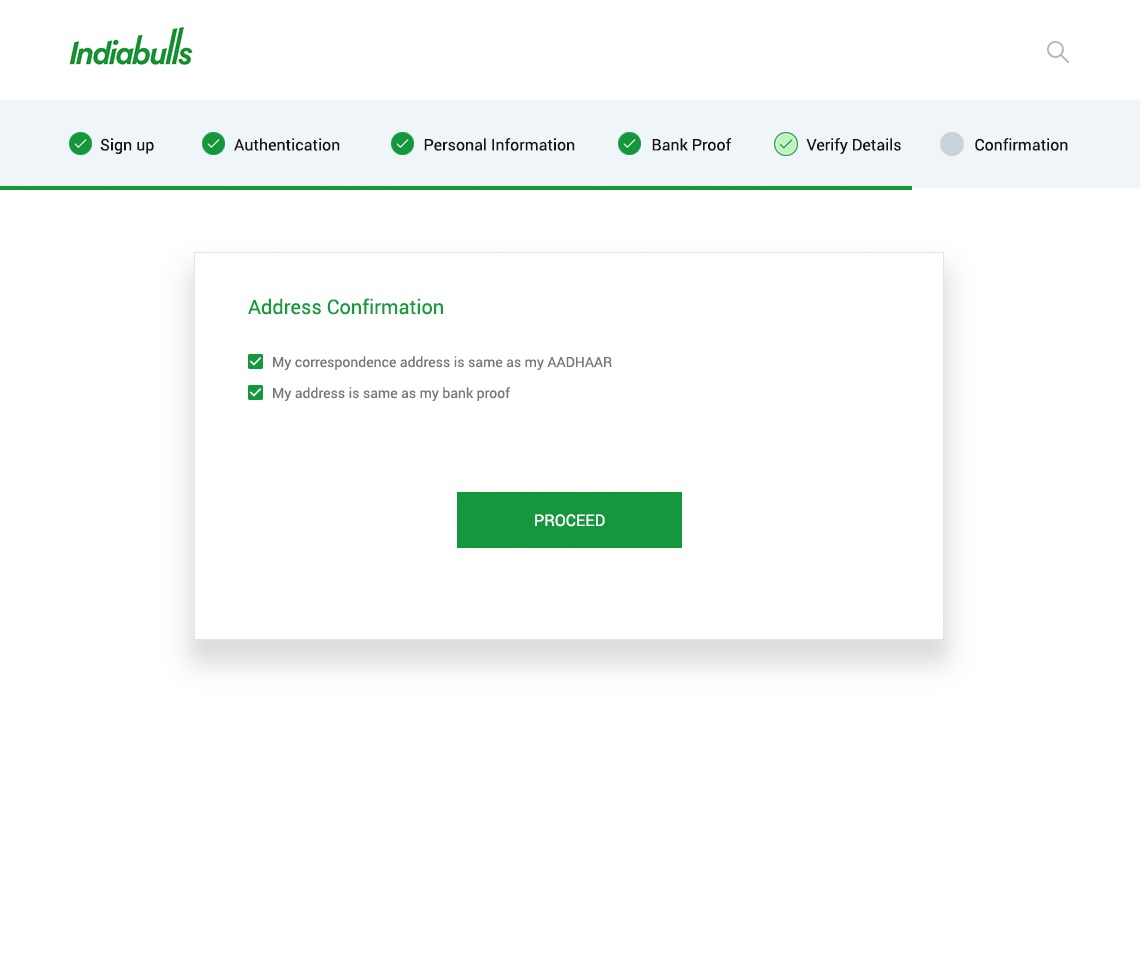 Indiabulls
Sign up Authentication Personal Information Bank Proof Verify Details Confirmation
Address Confirmation
My correspondence address is same as my AADHAAR
My address is same as my bank proof
PROCEED